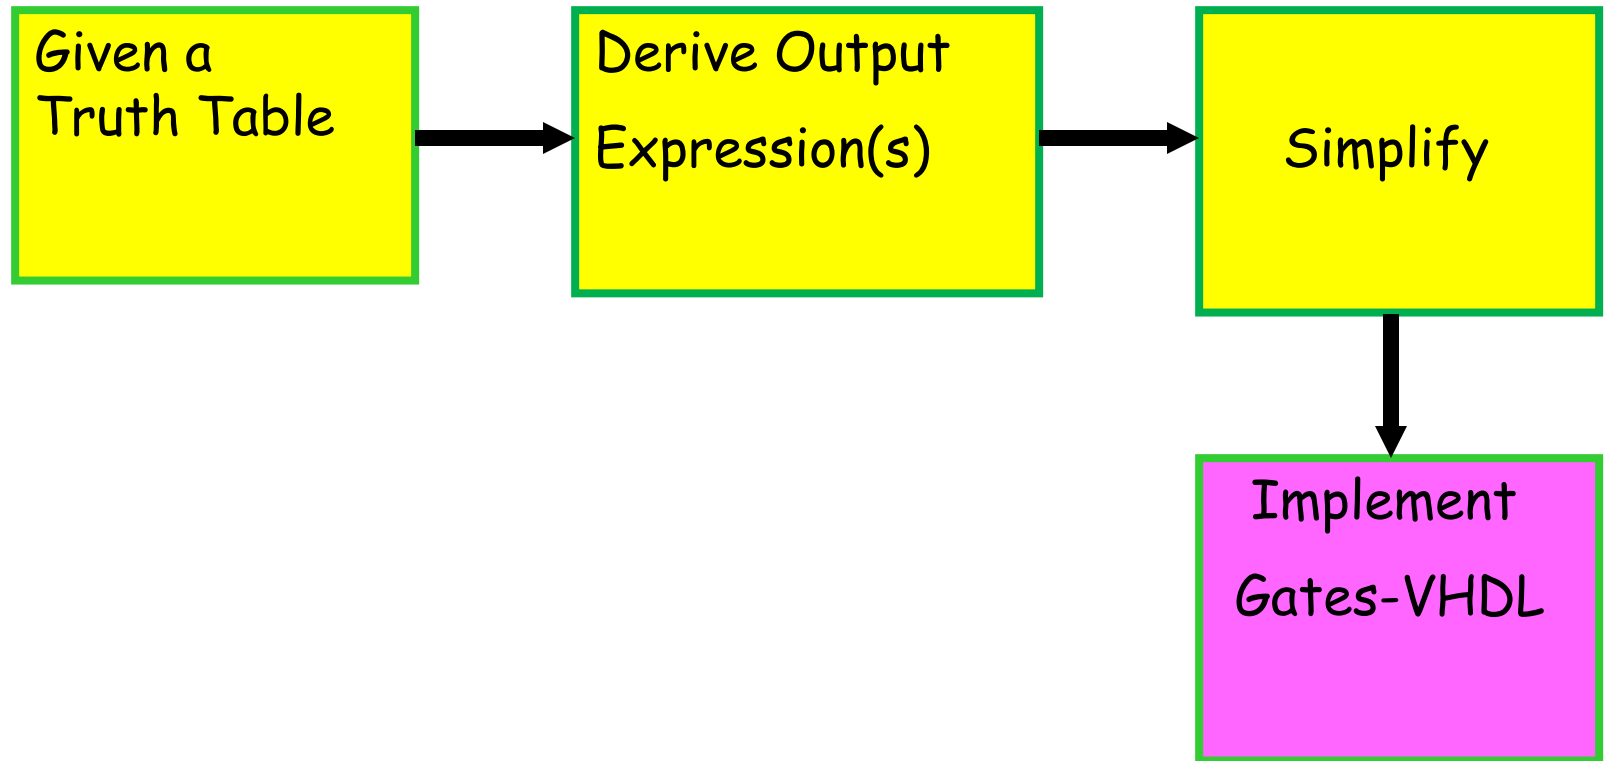 Given a
Truth Table
Derive Output
Expression(s)
Simplify
Implement
Gates-VHDL